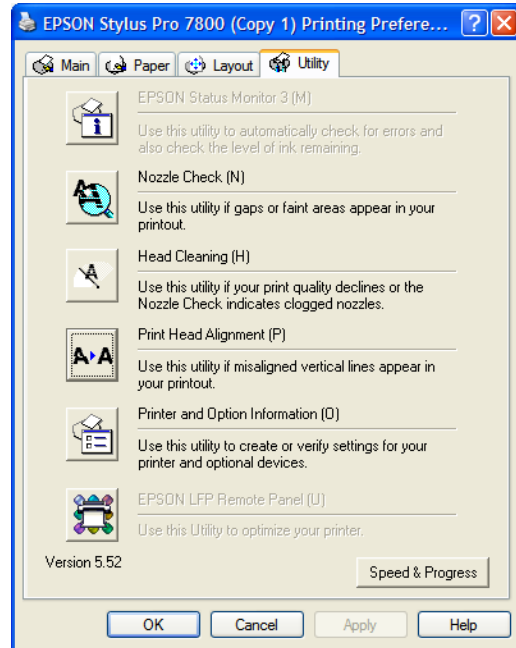 EPSON Stylus Pro 7800 (Copy 1) Printing Prefere...
Main Paper Layout Utility
EPSON Status Monitor 3 (M)
Use this utility to automatically check for errors and
also check the level of ink remaining.
Nozzle Check (N)
Use this utility if gaps or faint areas appear in your
printout.
Head Cleaning (H)
Use this utility if your print quality declines or the
Nozzle Check indicates clogged nozzles.
Print Head Alignment (P)
Use this utility if misaligned vertical lines appear in
your printout.
Printer and Option Information (O)
Use this utility to create or verify settings for your
printer and optional devices.
EPSON LFP Remote Panel (U)
Use this Utility to optimize your printer.
Version 5.52
Speed & Progress
OK Cancel Apply Help